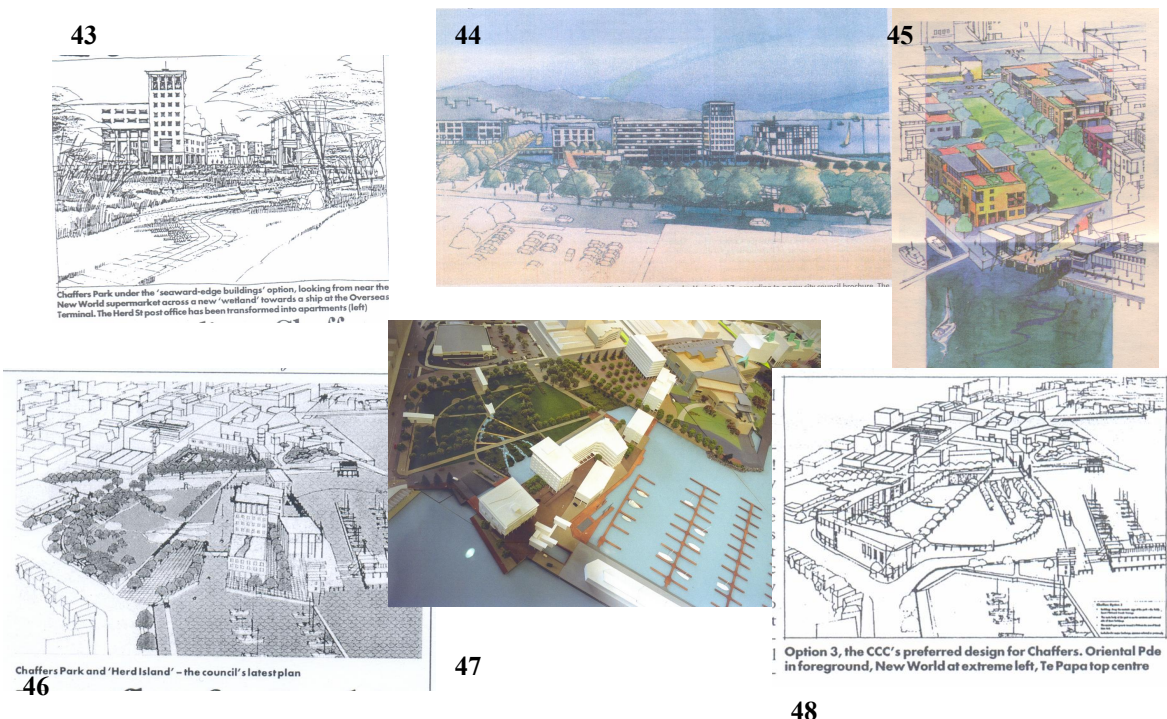 43
44
45
Chaffers Park under the 'seaward-edge buildings' option, looking from near the
New World supermarket across a new 'wetland' towards a ship at the Overseas
Terminal. The Herd St post office has been transformed into apartments (left)
Chaffers Park and 'Herd Island' – the council's latest plan
46
47
Option 3, the CCC's preferred design for Chaffers. Oriental Pde
in foreground, New World at extreme left, Te Papa top centre
48